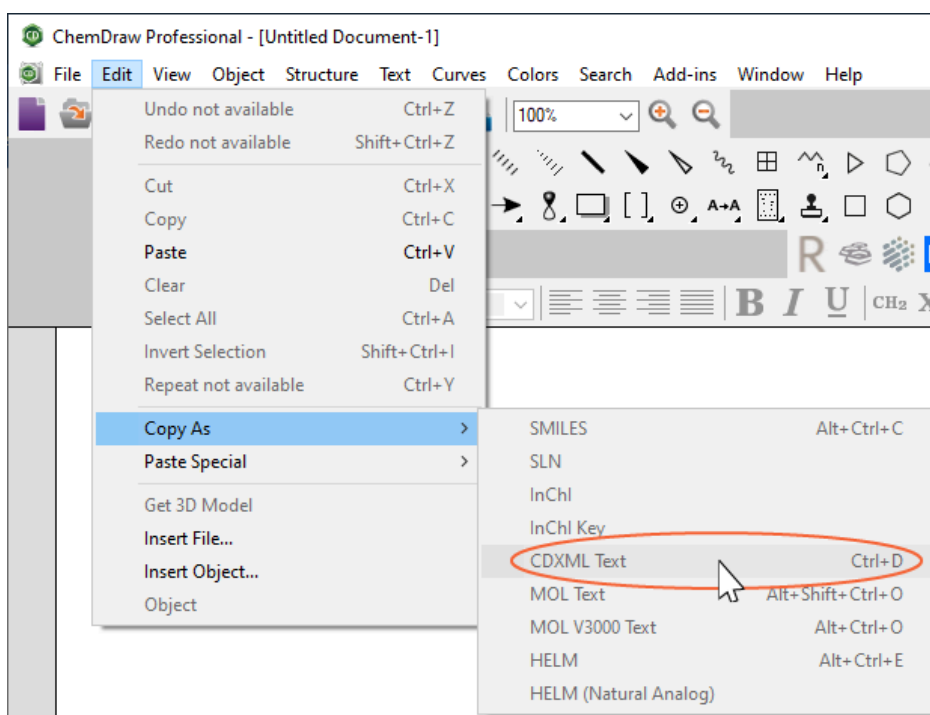 ChemDraw Professional - [Untitled Document-1]
File Edit View Object Structure Text Curves Colors Search Add-ins Window Help
Undo not available Ctrl+Z
100%
Redo not available Shift+Ctrl+Z
Cut Ctrl+X
Copy Ctrl+C
A→A
Paste Ctrl+V
R
Clear Del
Select All Ctrl+A
B I U CH₂
Invert Selection Shift+Ctrl+I
Repeat not available Ctrl+Y
Copy As
SMILES Alt+Ctrl+C
Paste Special
SLN
InChI
Get 3D Model
InChI Key
Insert File...
CDXML Text Ctrl+D
Insert Object...
MOL Text Alt+Shift+Ctrl+O
Object
MOL V3000 Text Alt+Ctrl+O
HELM Alt+Ctrl+E
HELM (Natural Analog)